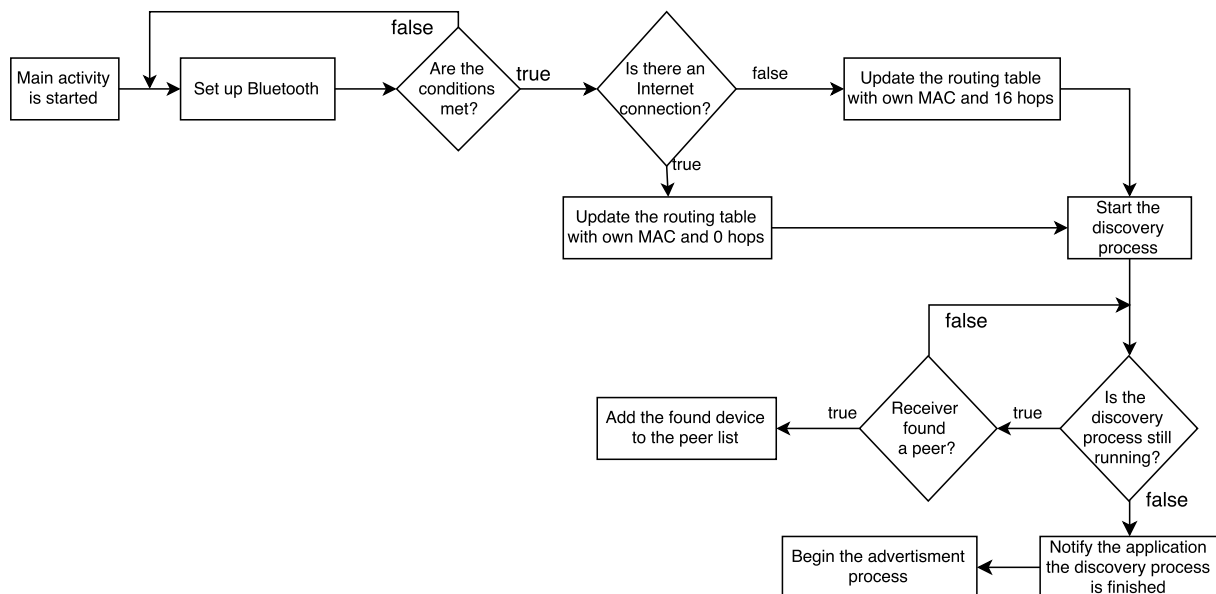 false
Main activity
is started
Set up Bluetooth
Are the
conditions
met?
true
Is there an
Internet
connection?
false
Update the routing table
with own MAC and 16 hops
true
Update the routing table
with own MAC and 0 hops
Start the
discovery
process
false
Add the found device
to the peer list
true
Receiver
found
a peer?
true
Is the
discovery
process still
running?
false
Begin the advertisment
process
Notify the application
the discovery process
is finished